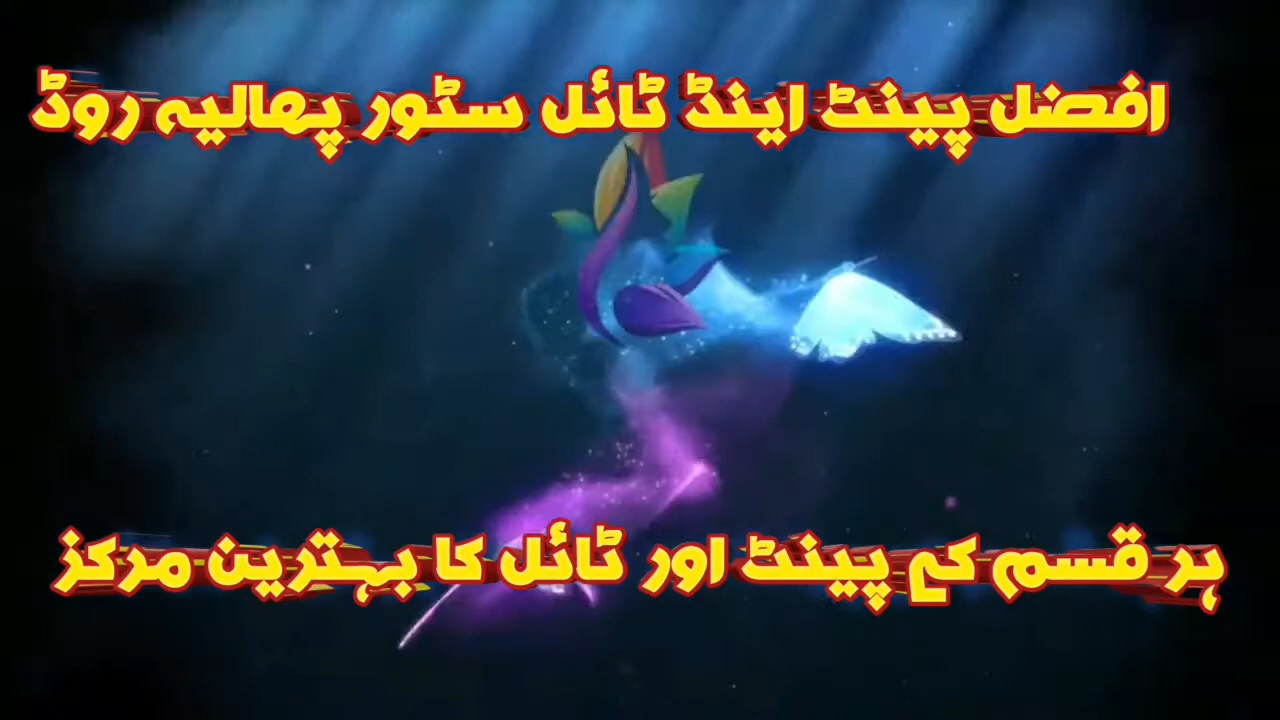 افضل پینٹ اینڈ ٹائل سٹور پھالیہ روڈ
ہر قسم کے پینٹ اور ٹائل کا بہترین مرکز